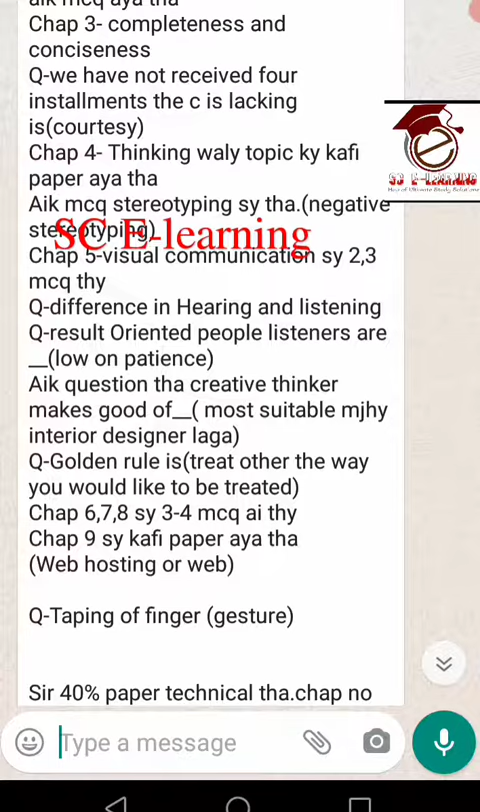 aik mcq aya tha
Chap 3- completeness and
conciseness
Q-we have not received four
installments the c is lacking
is(courtesy)
Chap 4- Thinking waly topic ky kafi
paper aya tha
Aik mcq stereotyping sy tha.(negative
stereotyping)
Chap 5-visual communication sy 2,3
mcq thy
Q-difference in Hearing and listening
Q-result Oriented people listeners are
__(low on patience)
Aik question tha creative thinker
makes good of__( most suitable mjhy
interior designer laga)
Q-Golden rule is(treat other the way
you would like to be treated)
Chap 6,7,8 sy 3-4 mcq ai thy
Chap 9 sy kafi paper aya tha
(Web hosting or web)
Q-Taping of finger (gesture)
Sir 40% paper technical tha.chap no
SC E-learning
SC E-LEARNING
Type a message